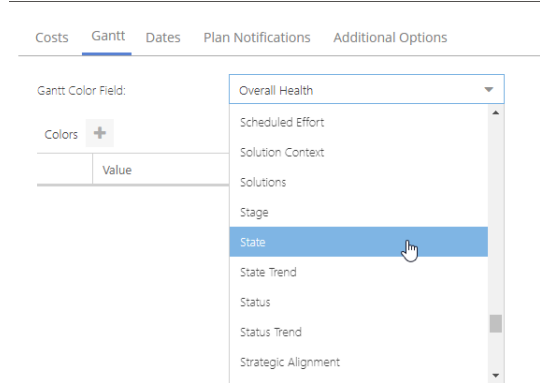 Costs Gantt Dates Plan Notifications Additional Options
Gantt Color Field: Overall Health
Scheduled Effort
Colors +
Solution Context
Value
Solutions
Stage
State
State Trend
Status
Status Trend
Strategic Alignment